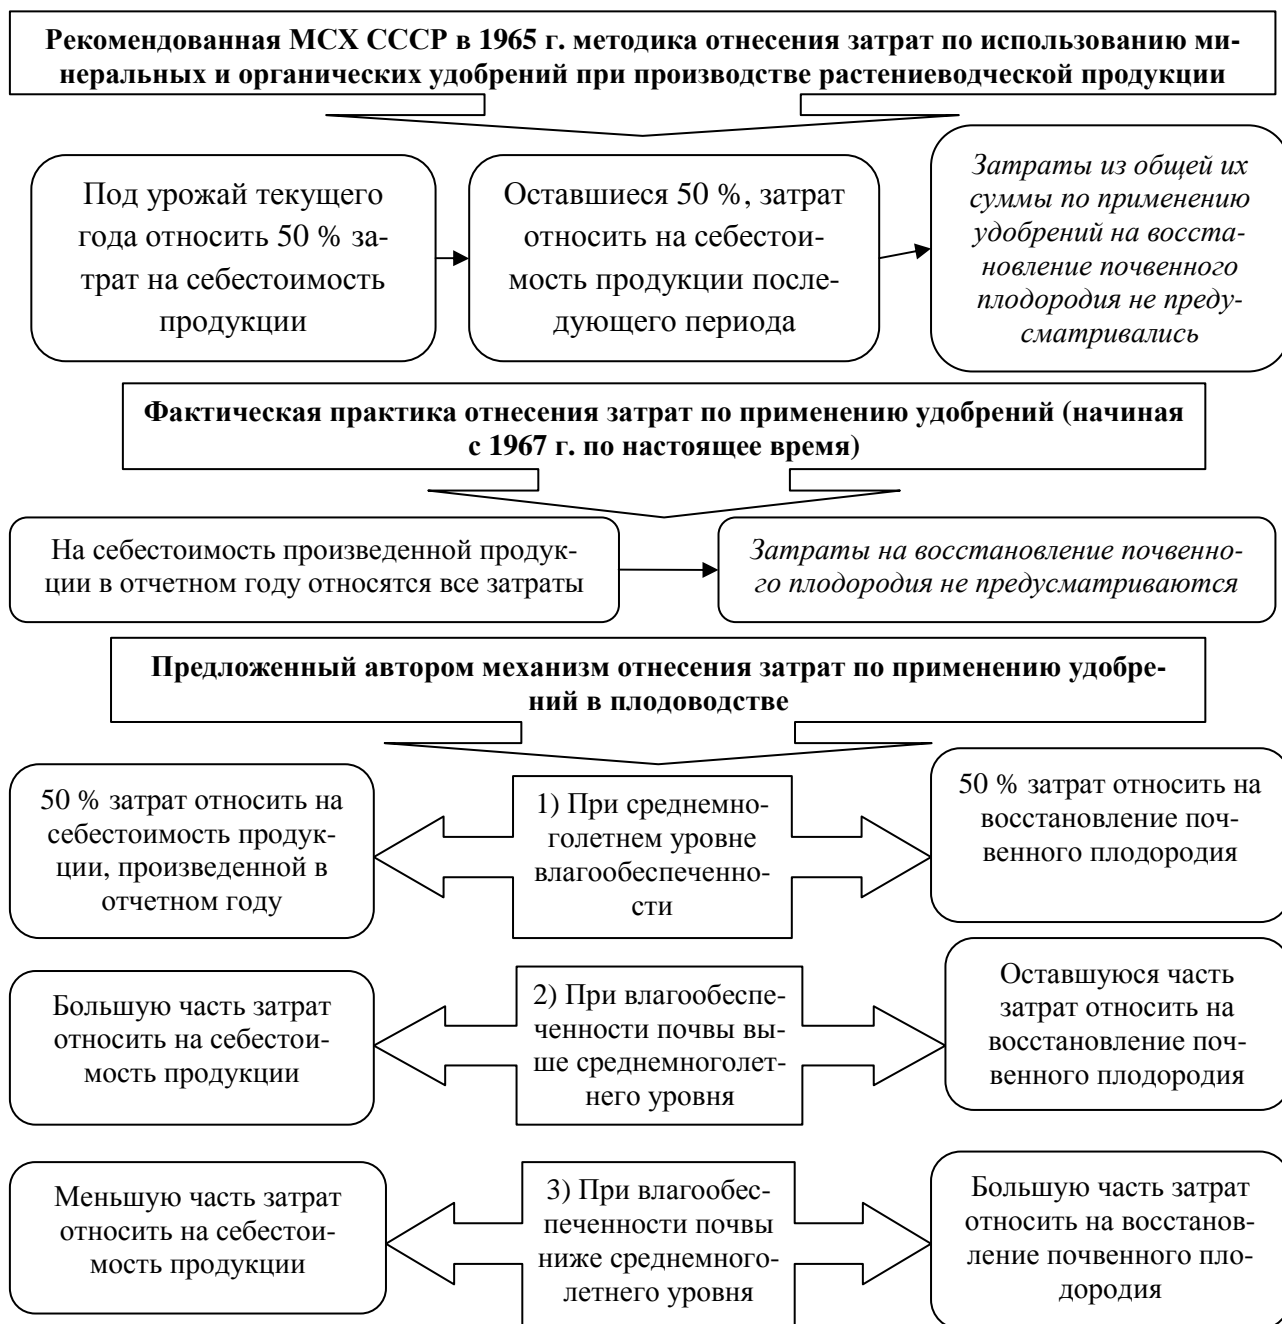 Рекомендованная МСХ СССР в 1965 г. методика отнесения затрат по использованию ми-
неральных и органических удобрений при производстве растениеводческой продукции
Под урожай текущего
года относить 50 % за-
трат на себестоимость
продукции
Оставшиеся 50 %, затрат
относить на себестои-
мость продукции после-
дующего периода
Затраты из общей их
суммы по применению
удобрений на восста-
новление почвенного
плодородия не преду-
сматривались
Фактическая практика отнесения затрат по применению удобрений (начиная
с 1967 г. по настоящее время)
На себестоимость произведенной продук-
ции в отчетном году относятся все затраты
Затраты на восстановление почвенно-
го плодородия не предусматриваются
Предложенный автором механизм отнесения затрат по применению удобре-
ний в плодоводстве
50 % затрат относить на
себестоимость продук-
ции, произведенной в
отчетном году
1) При среднемно-
голетнем уровне
влагообеспеченно-
сти
50 % затрат относить на
восстановление поч-
венного плодородия
Большую часть затрат
относить на себестои-
мость продукции
2) При влагообеспе-
ченности почвы вы-
ше среднемноголет-
него уровня
Оставшуюся часть
затрат относить на
восстановление поч-
венного плодородия
Меньшую часть затрат
относить на себестои-
мость продукции
3) При влагообес-
печенности почвы
ниже среднемного-
летнего уровня
Большую часть затрат
относить на восстанов-
ление почвенного пло-
дородия